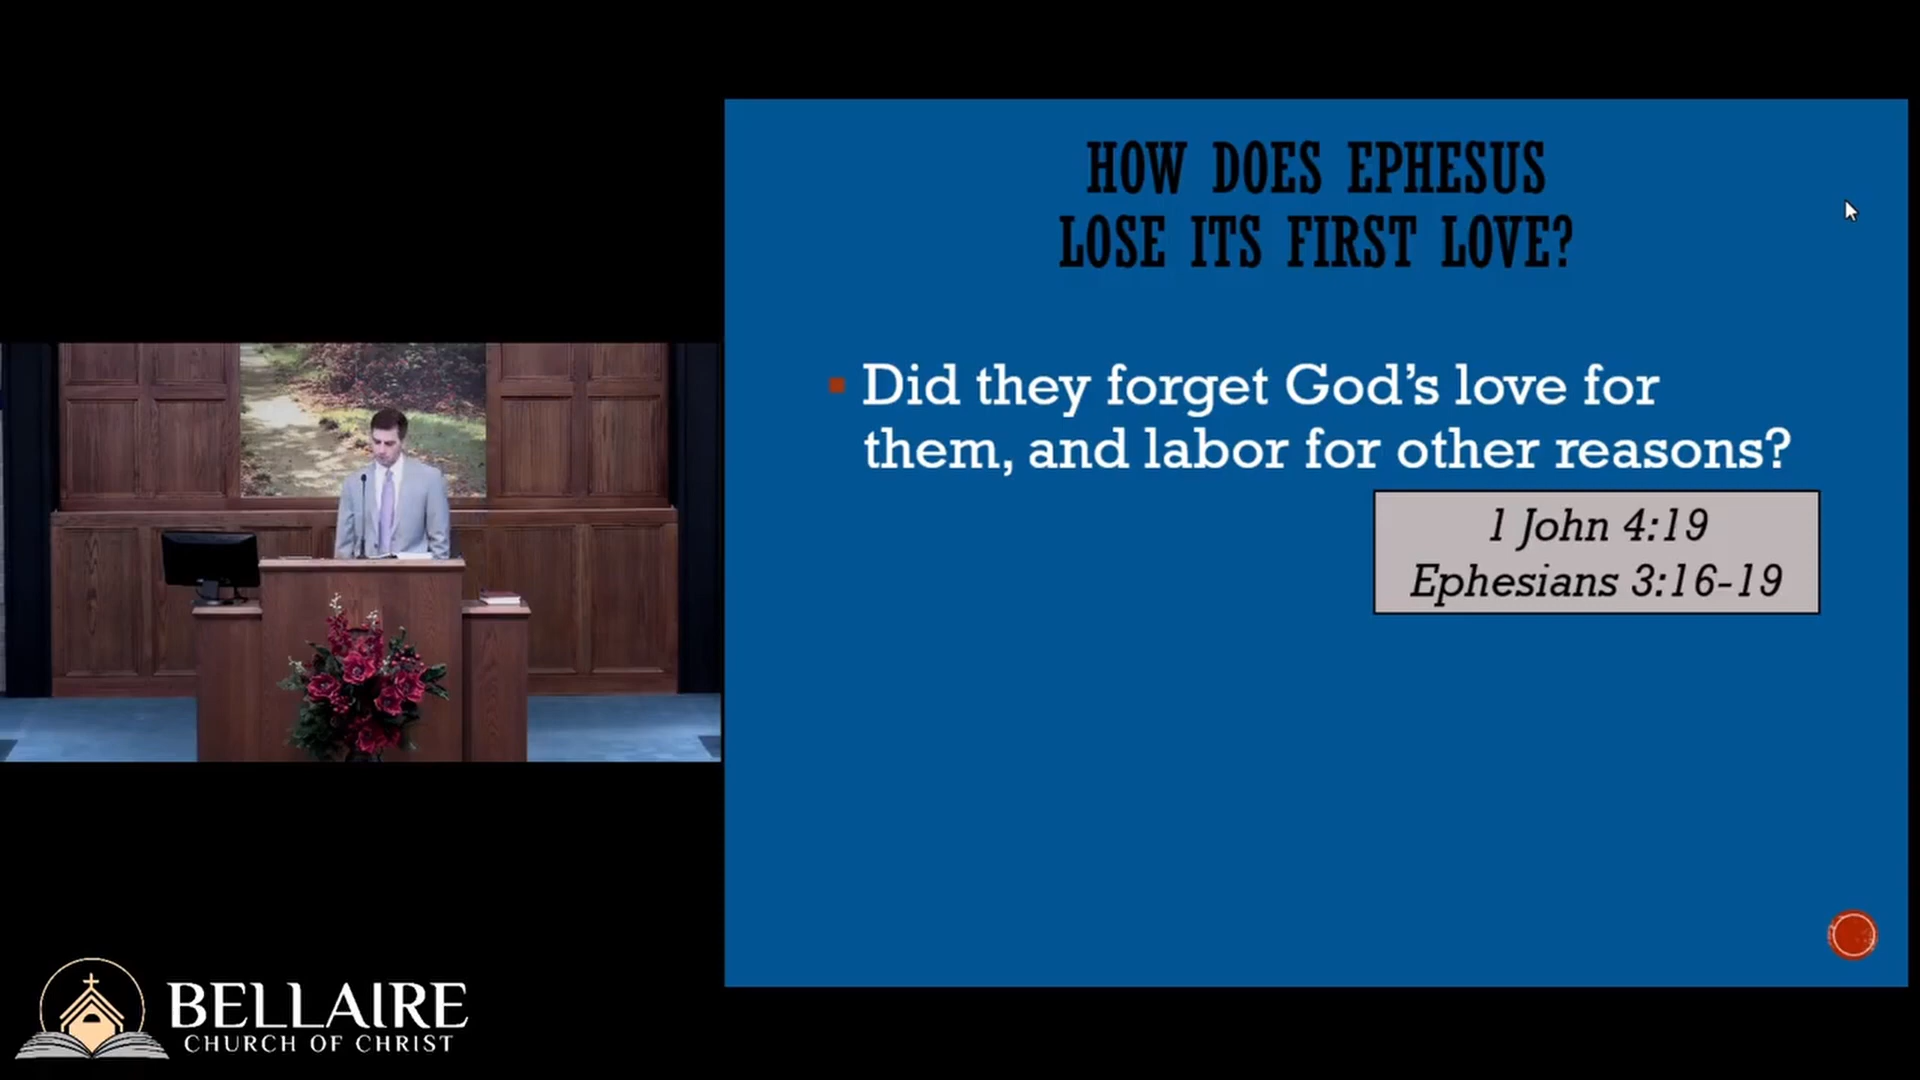 HOW DOES EPHESUS
LOSE ITS FIRST LOVE?
Did they forget God's love for
them, and labor for other reasons?
1 John 4:19
Ephesians 3:16-19
BELLAIRE
CHURCH OF CHRIST